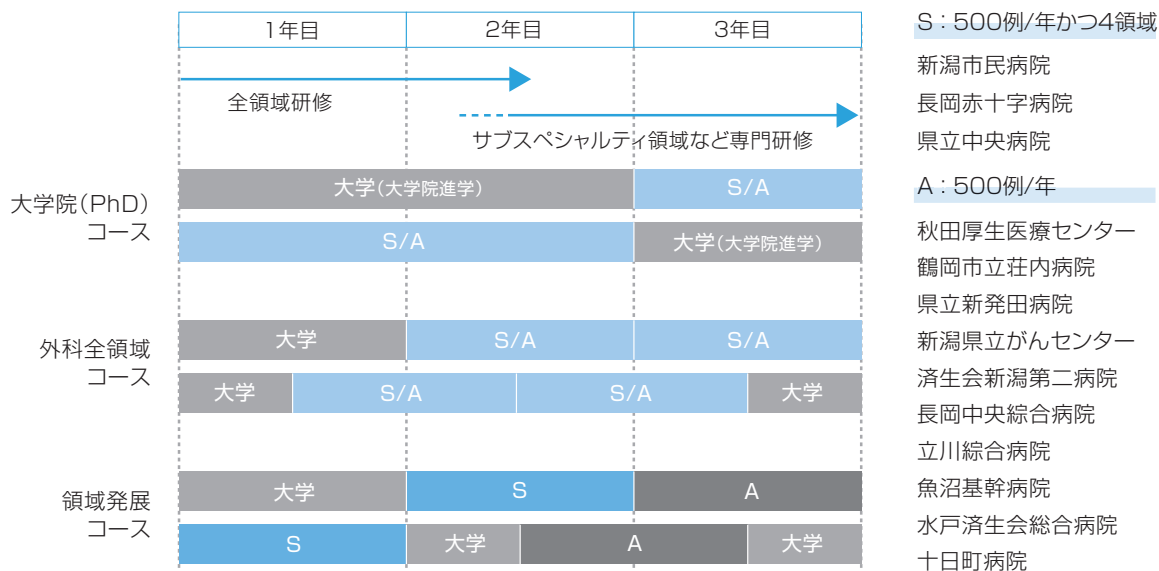 1年目 2年目 3年目
全領域研修
サブスペシャルティ領域など専門研修
大学院(PhD)
コース
大学(大学院進学) S/A
S/A 大学(大学院進学)
外科全領域
コース
大学 S/A S/A
大学 S/A S/A 大学
領域発展
コース
大学 S A
S 大学 A 大学
S：500例/年かつ4領域
新潟市民病院
長岡赤十字病院
県立中央病院
A：500例/年
秋田厚生医療センター
鶴岡市立荘内病院
県立新発田病院
新潟県立がんセンター
済生会新潟第二病院
長岡中央綜合病院
立川綜合病院
魚沼基幹病院
水戸済生会総合病院
十日町病院